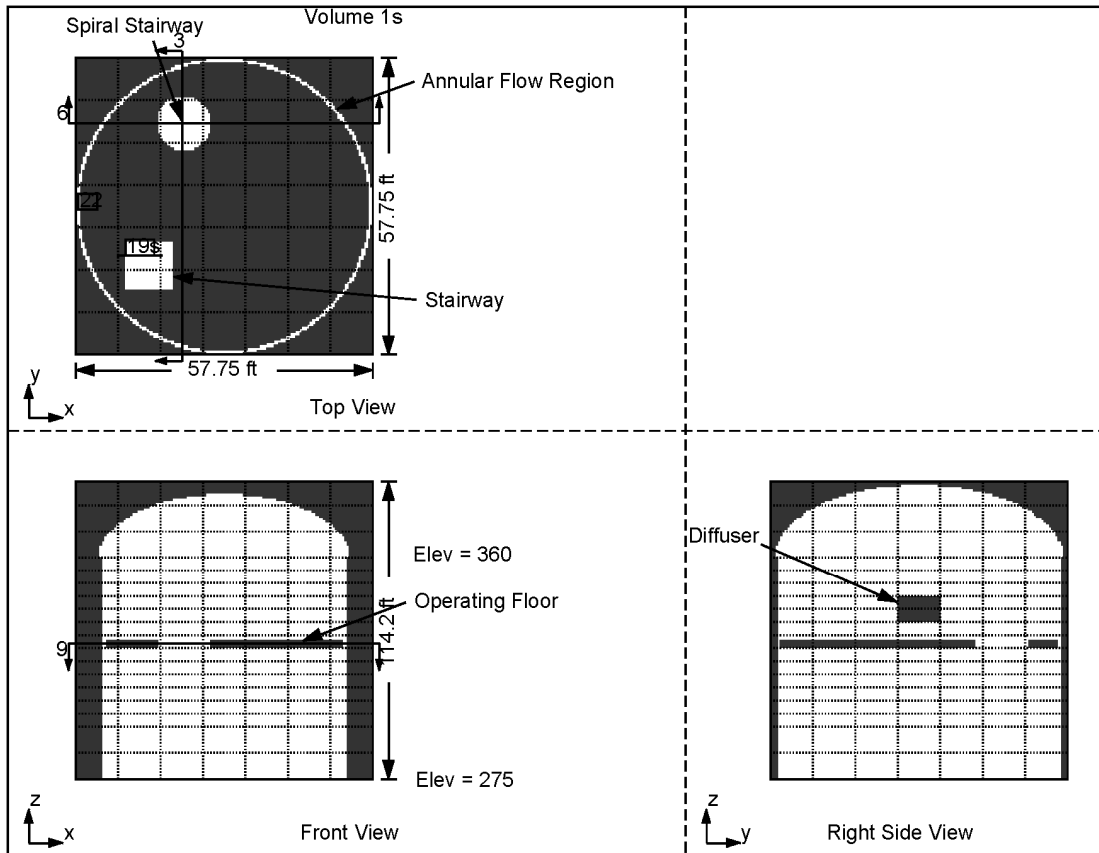 Volume 1s
Spiral Stairway
3
Annular Flow Region
6
22
57.75 ft
19s
Stairway
57.75 ft
y
x
Top View
Elev = 360
Diffuser
Operating Floor
114.2 ft
9
Elev = 275
z
x
Front View
z
y
Right Side View